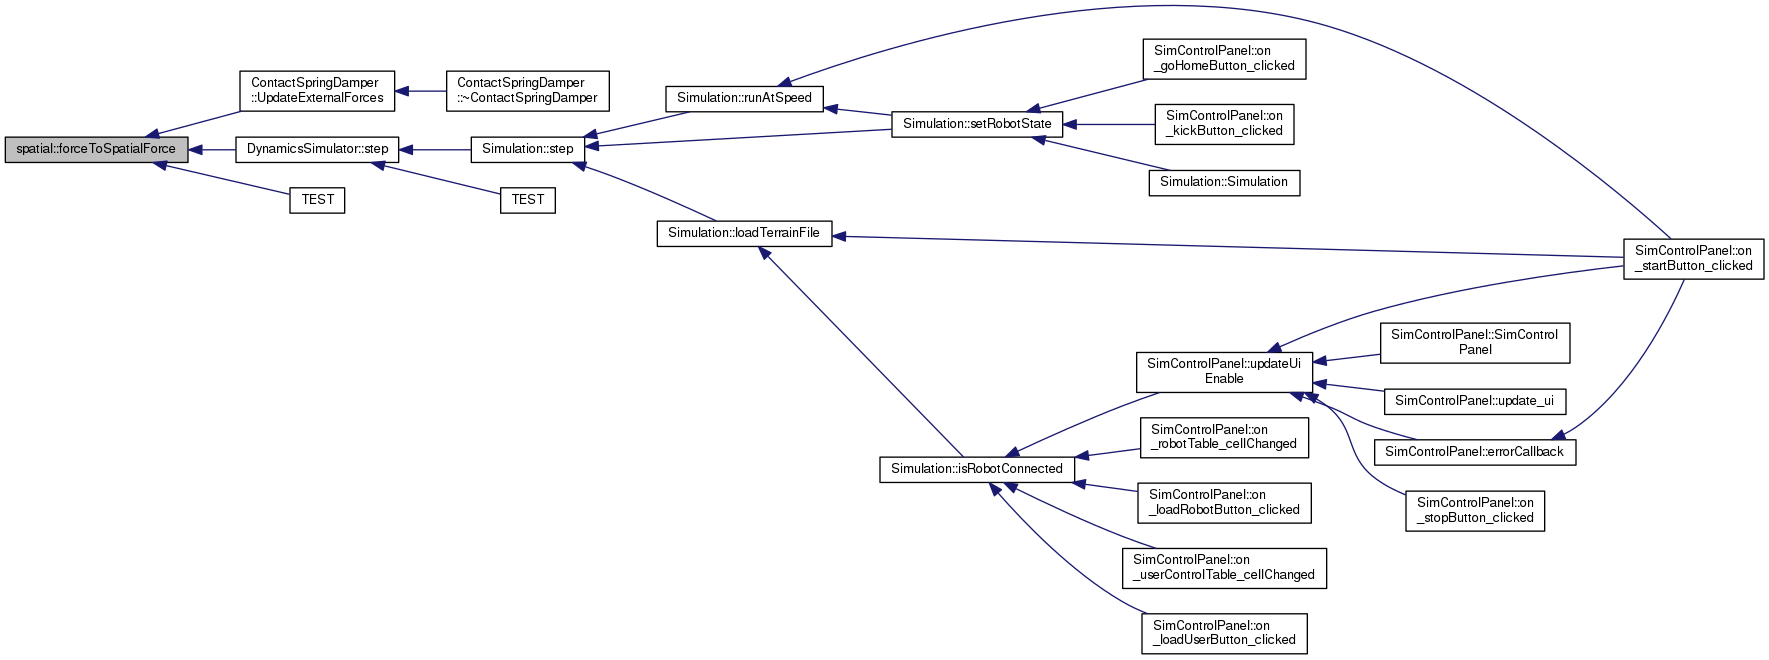 spatial::forceToSpatialForce
ContactSpringDamper
::UpdateExternalForces
ContactSpringDamper
::~ContactSpringDamper
DynamicsSimulator::step
TEST
Simulation::step
TEST
Simulation::runAtSpeed
Simulation::setRobotState
SimControlPanel::on
_goHomeButton_clicked
SimControlPanel::on
_kickButton_clicked
Simulation::Simulation
Simulation::loadTerrainFile
SimControlPanel::on
_startButton_clicked
Simulation::isRobotConnected
SimControlPanel::updateUi
Enable
SimControlPanel::SimControl
Panel
SimControlPanel::update_ui
SimControlPanel::errorCallback
SimControlPanel::on
_stopButton_clicked
SimControlPanel::on
_robotTable_cellChanged
SimControlPanel::on
_loadRobotButton_clicked
SimControlPanel::on
_userControlTable_cellChanged
SimControlPanel::on
_loadUserButton_clicked